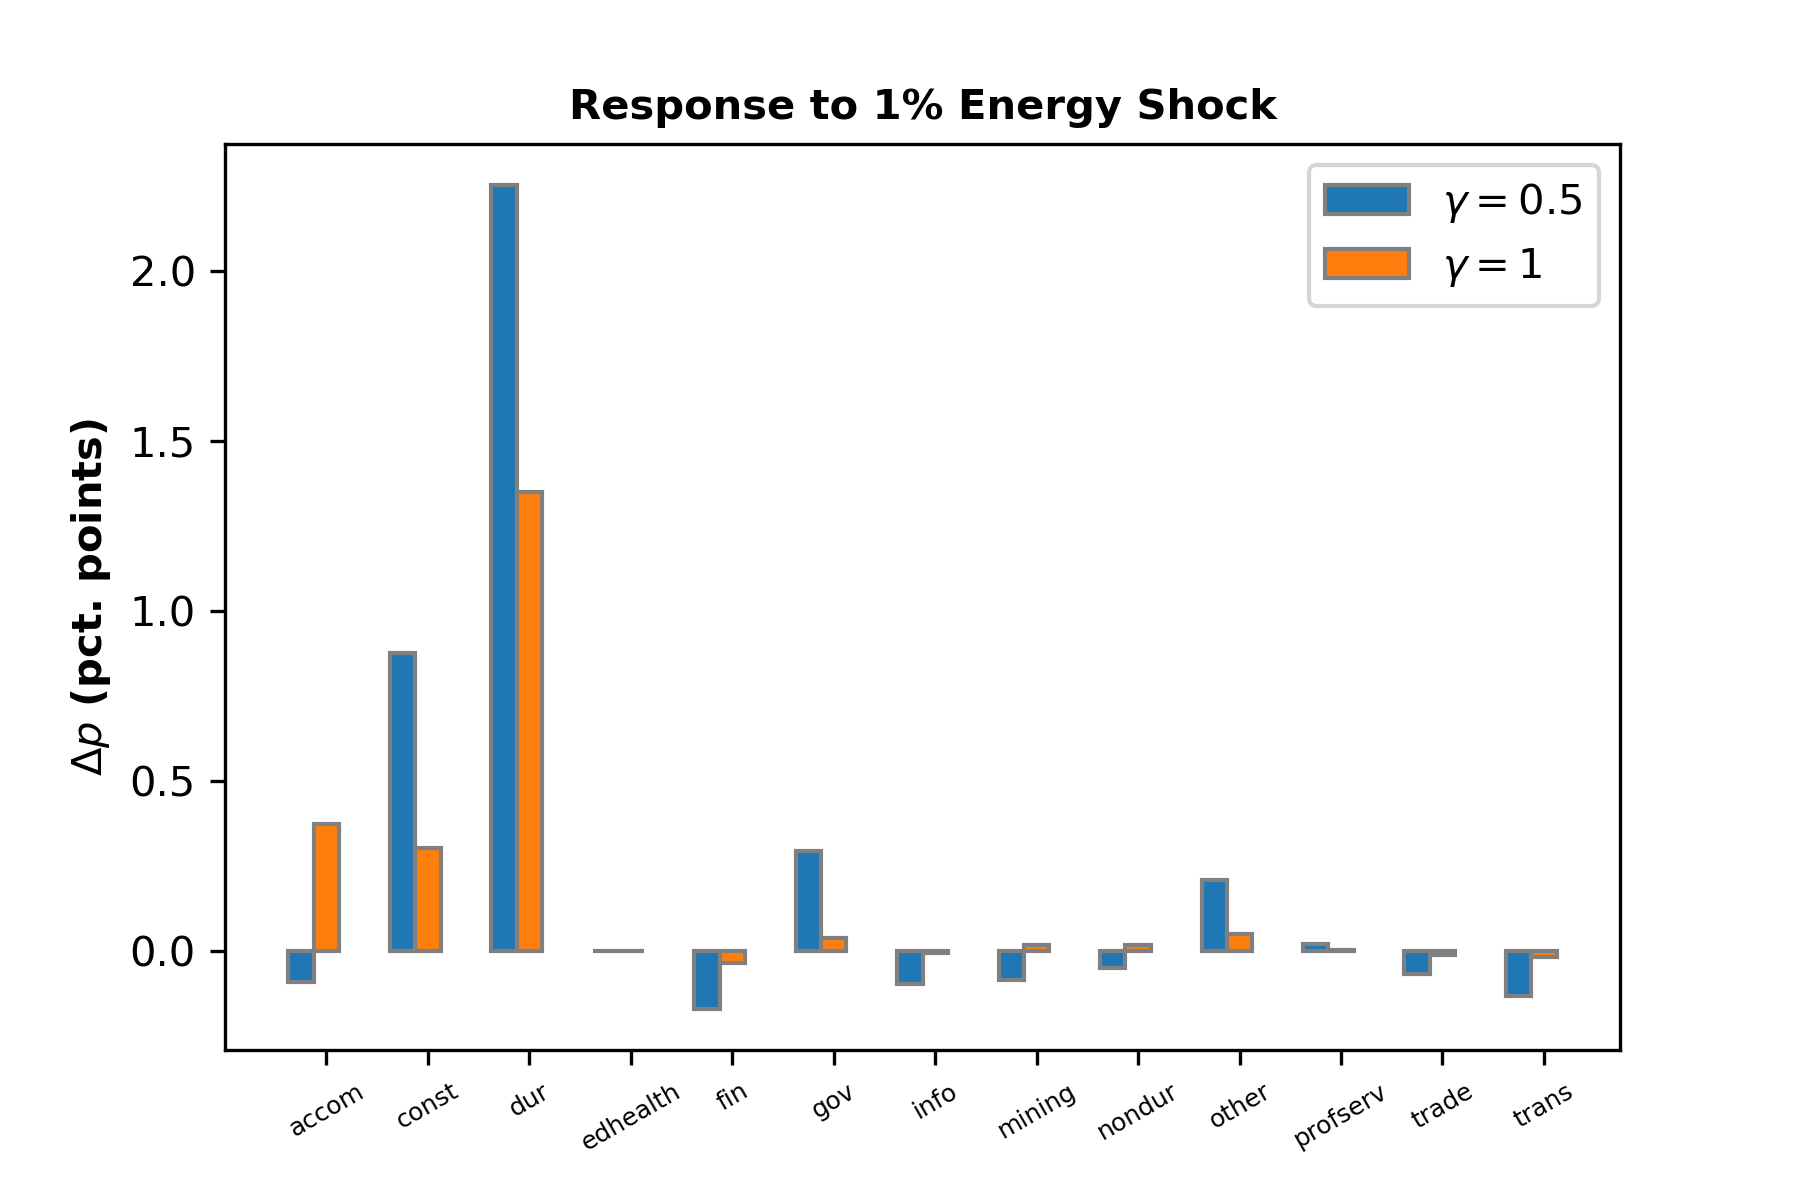 Response to 1% Energy Shock
γ = 0.5
γ = 1
Δp (pct. points)
2.0
1.5
1.0
0.5
0.0
accom const dur edhealth fin gov info mining nondur other profserv trade trans